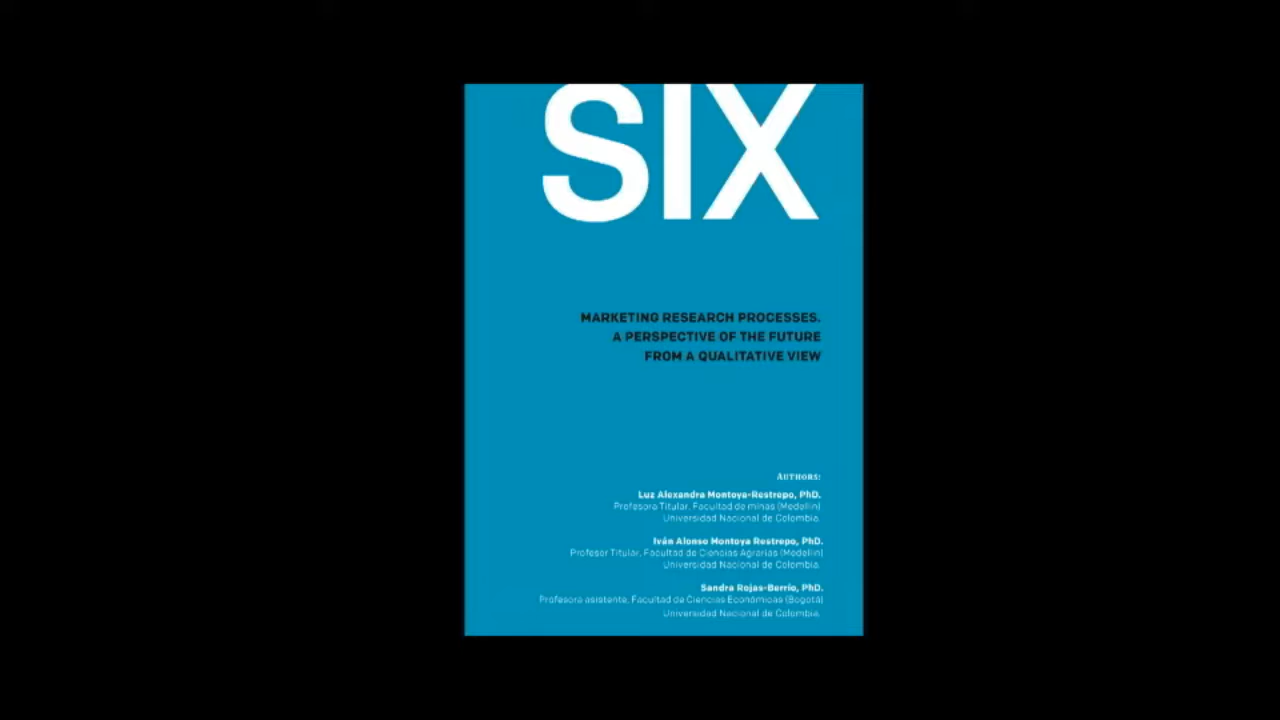 SIX
MARKETING RESEARCH PROCESSES.
A PERSPECTIVE OF THE FUTURE
FROM A QUALITATIVE VIEW
AUTHORS:
Luz Alexandra Montoya-Restrepo, PhD.
Profesora Titular, Facultad de minas (Medellín)
Universidad Nacional de Colombia.
Iván Alonso Montoya Restrepo, PhD.
Profesor Titular, Facultad de Ciencias Agrarias (Medellín)
Universidad Nacional de Colombia.
Sandra Rojas-Berrio, PhD.
Profesora asistente, Facultad de Ciencias Económicas (Bogotá)
Universidad Nacional de Colombia.